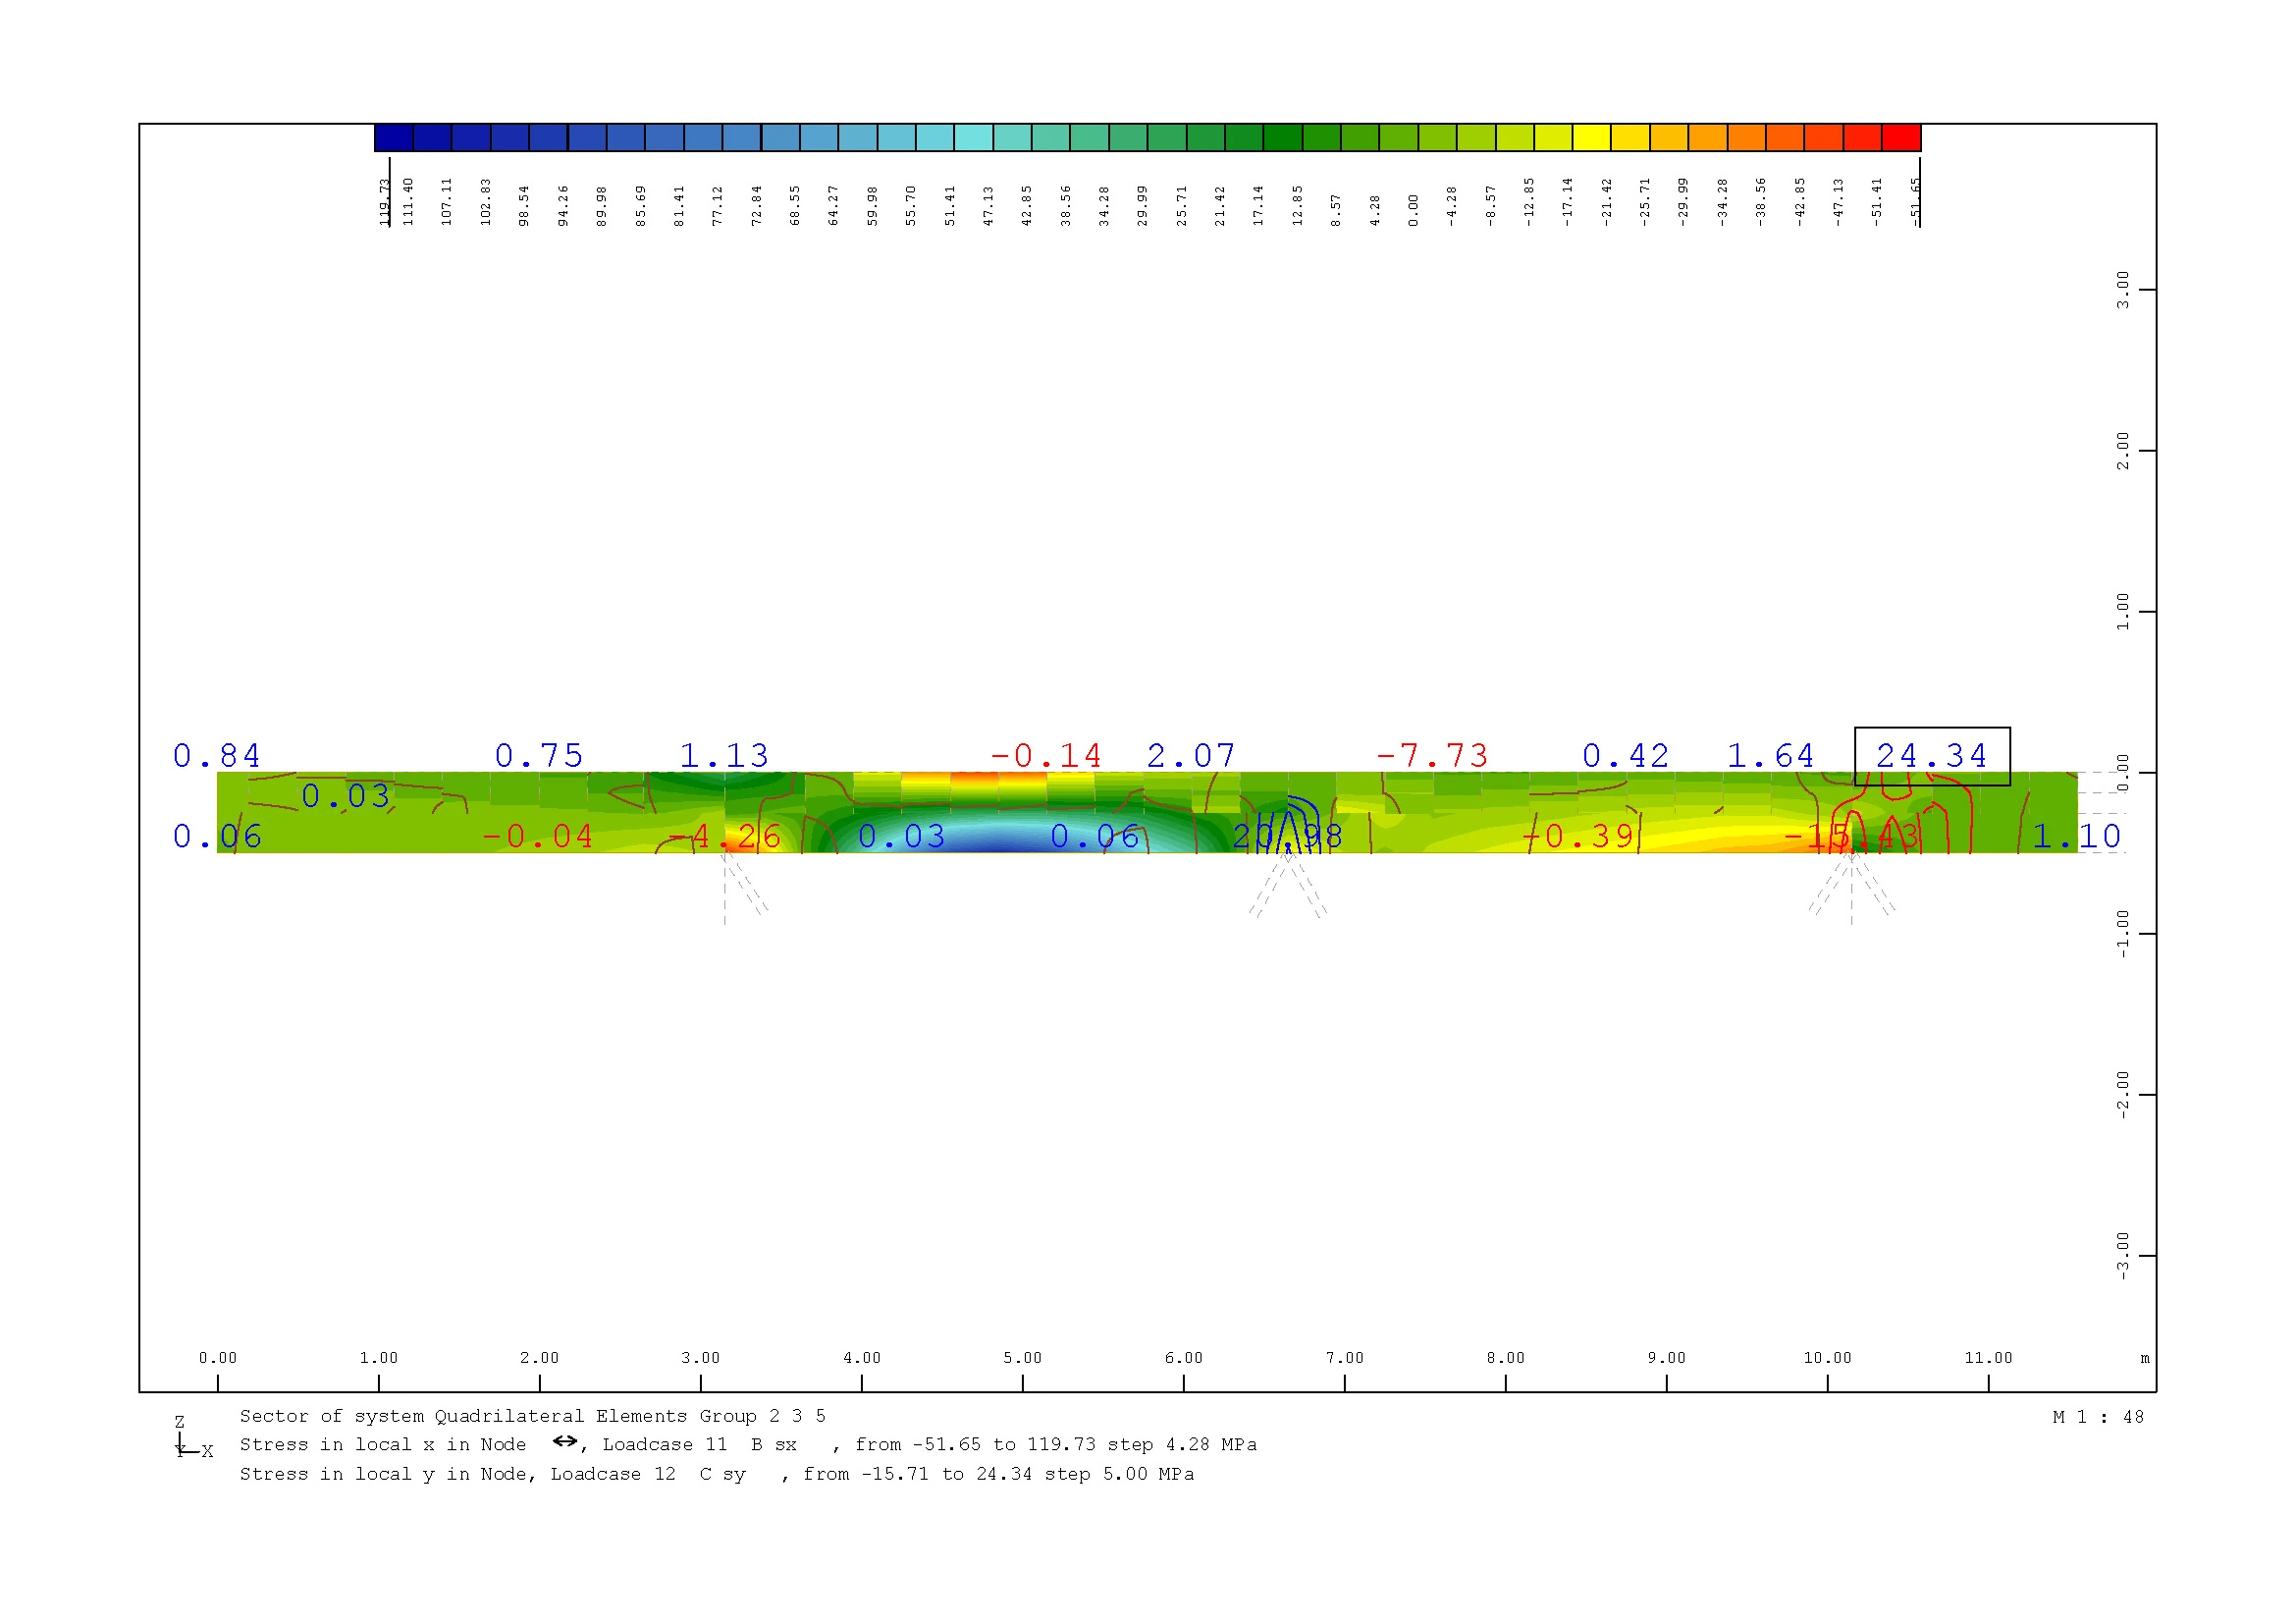 119.73 111.40 107.11 102.83 98.54 94.26 89.98 85.69 81.41 77.12 72.84 68.55 64.27 59.98 55.70 51.41 47.13 42.85 38.56 34.28 29.99 25.71 21.42 17.14 12.85 8.57 4.28 0.00 -4.28 -8.57 -12.85 -17.14 -21.42 -25.71 -29.99 -34.28 -38.56 -42.85 -47.13 -51.41 -51.65
3.00
2.00
1.00
0.00
-1.00
-2.00
-3.00
0.84 0.75 1.13 -0.14 2.07 -7.73 0.42 1.64 24.34
0.03
0.06 -0.04 -4.26 0.03 0.06 20.98 -0.39 -15.43 1.10
0.00 1.00 2.00 3.00 4.00 5.00 6.00 7.00 8.00 9.00 10.00 11.00 m
Z
Y X
Sector of system Quadrilateral Elements Group 2 3 5
M 1 : 48
Stress in local x in Node ↔, Loadcase 11 B sx , from -51.65 to 119.73 step 4.28 MPa
Stress in local y in Node, Loadcase 12 C sy , from -15.71 to 24.34 step 5.00 MPa